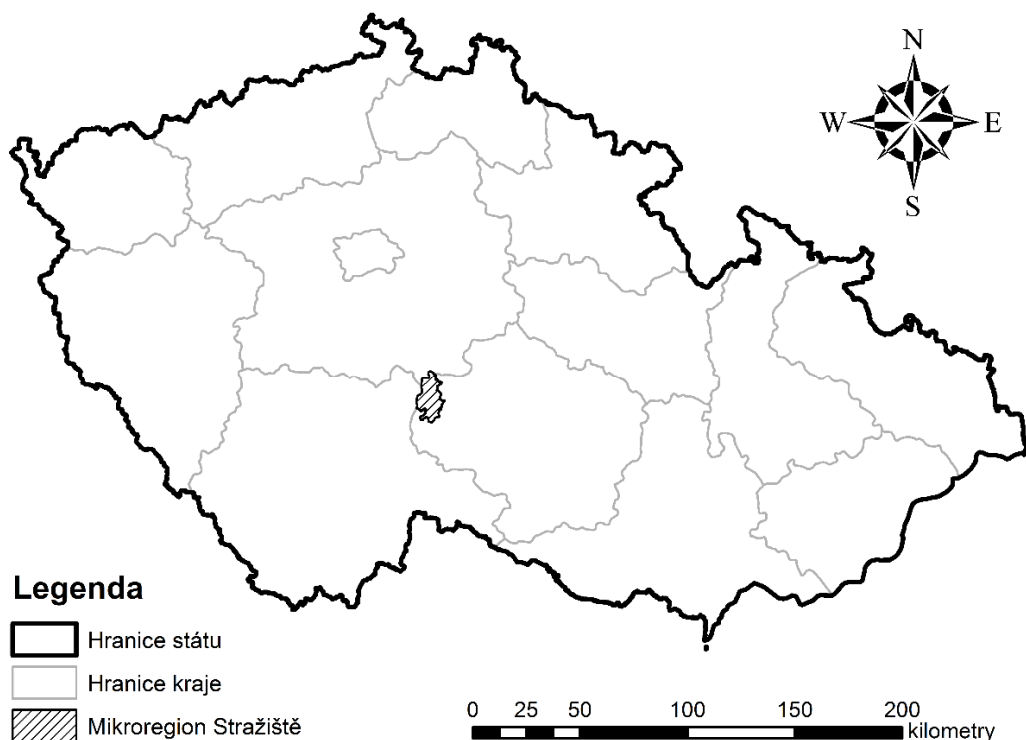 N
W E
S
Legenda
Hranice státu
Hranice kraje
Mikroregion Stražiště
0 25 50 100 150 200
kilometry